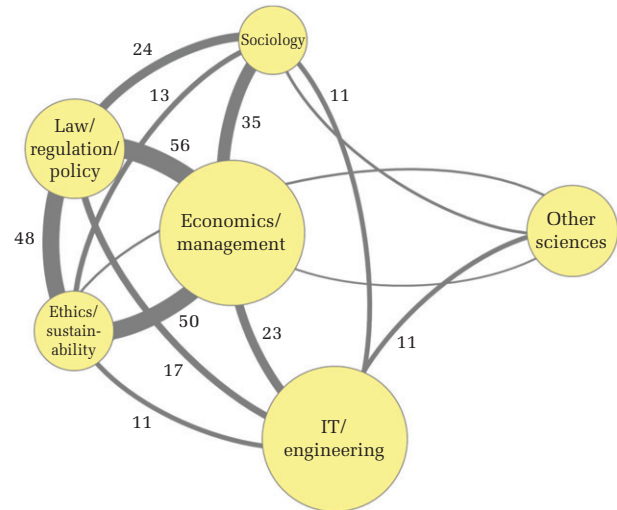 Sociology
24
13
11
Law/
regulation/
policy
56
35
Economics/
management
Other
sciences
48
Ethics/
sustain-
ability
50
23
11
17
11
IT/
engineering